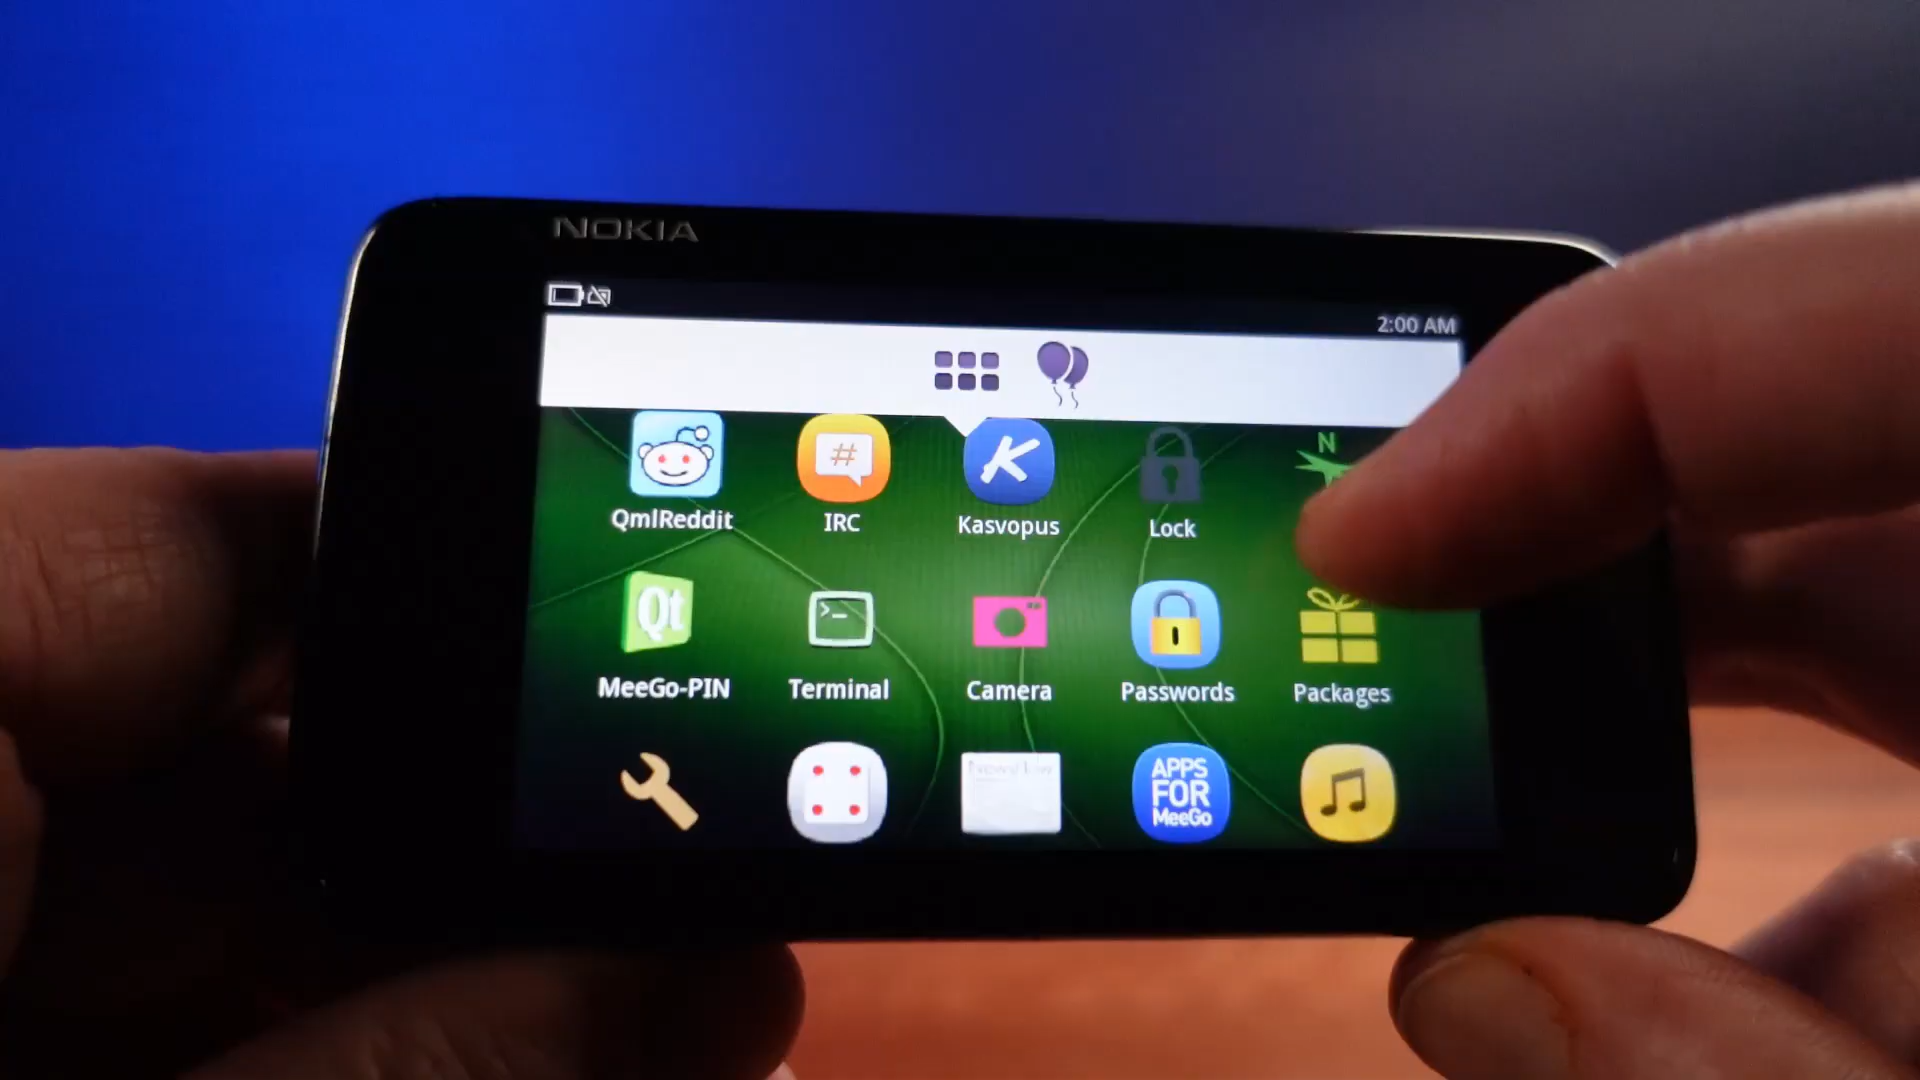 NOKIA
2:00 AM
#
K
N
QmlReddit
IRC
Kasvopus
Lock
Qt
>_
MeeGo-PIN
Terminal
Camera
Passwords
Packages
APPS
FOR
MeeGo